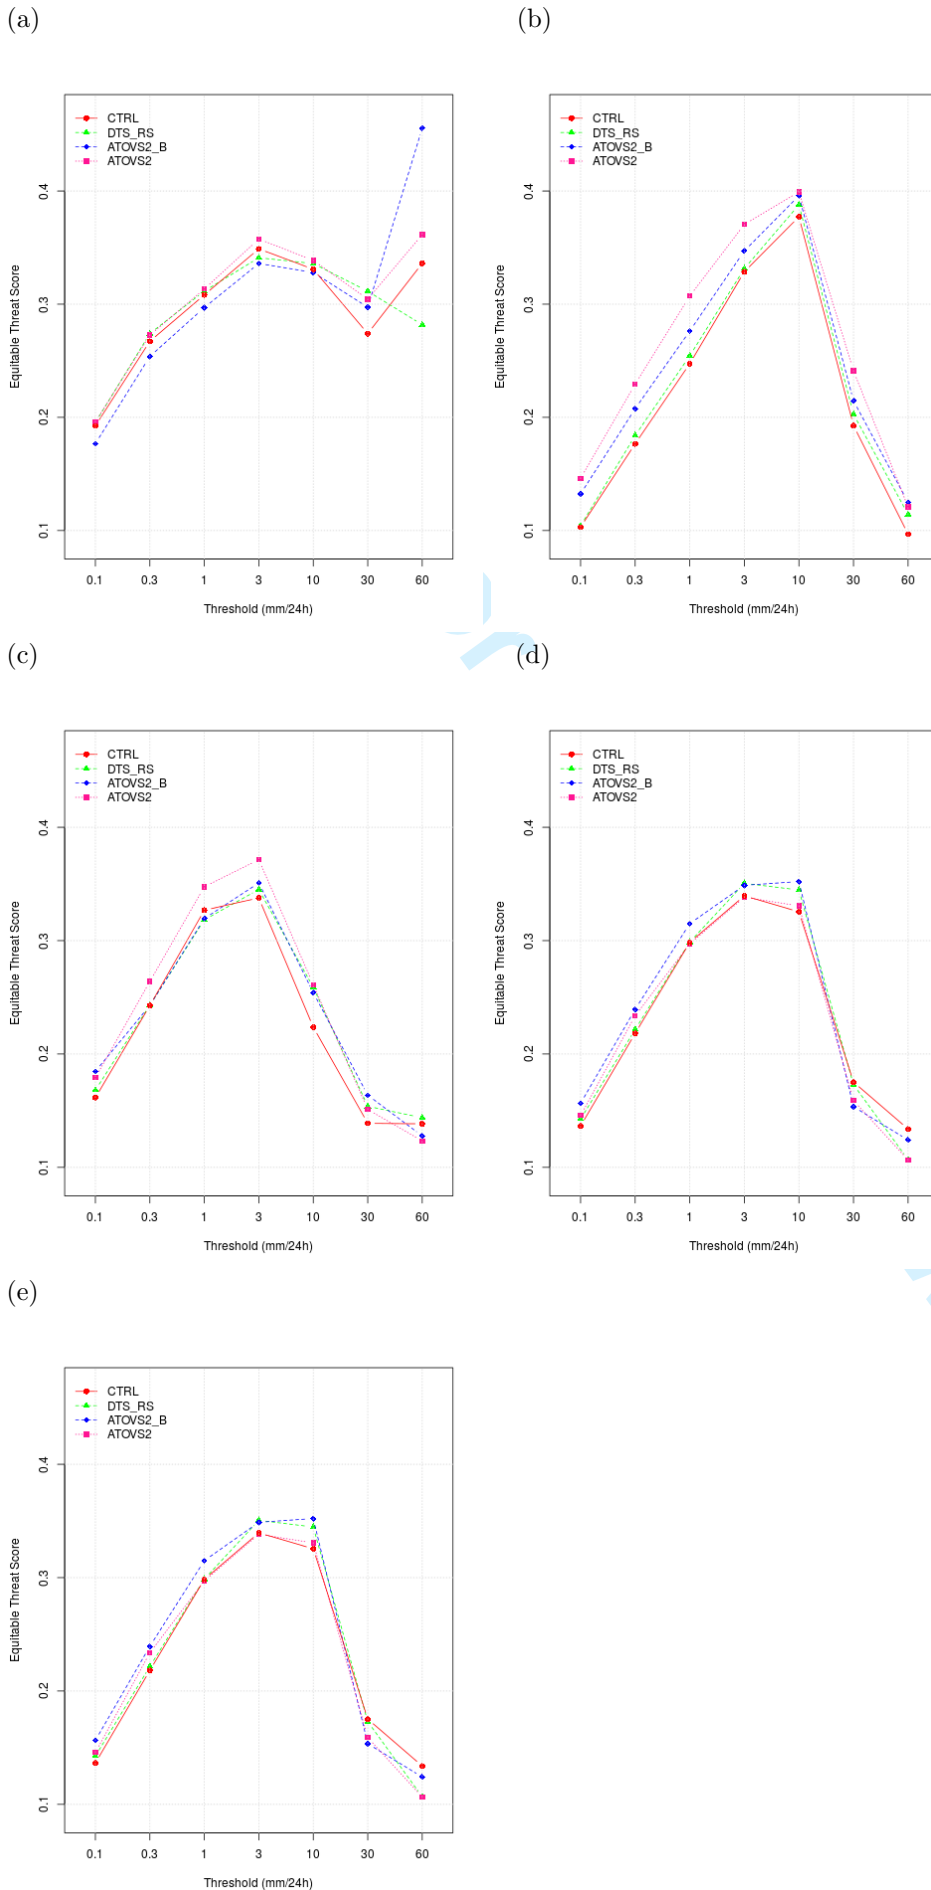 (a)
CTRL
DTS_RS
ATOVS2_B
ATOVS2
Equitable Threat Score
0.4
0.3
0.2
0.1
0.1 0.3 1 3 10 30 60
Threshold (mm/24h)
(b)
CTRL
DTS_RS
ATOVS2_B
ATOVS2
Equitable Threat Score
0.4
0.3
0.2
0.1
0.1 0.3 1 3 10 30 60
Threshold (mm/24h)
(c)
CTRL
DTS_RS
ATOVS2_B
ATOVS2
Equitable Threat Score
0.4
0.3
0.2
0.1
0.1 0.3 1 3 10 30 60
Threshold (mm/24h)
(d)
CTRL
DTS_RS
ATOVS2_B
ATOVS2
Equitable Threat Score
0.4
0.3
0.2
0.1
0.1 0.3 1 3 10 30 60
Threshold (mm/24h)
(e)
CTRL
DTS_RS
ATOVS2_B
ATOVS2
Equitable Threat Score
0.4
0.3
0.2
0.1
0.1 0.3 1 3 10 30 60
Threshold (mm/24h)